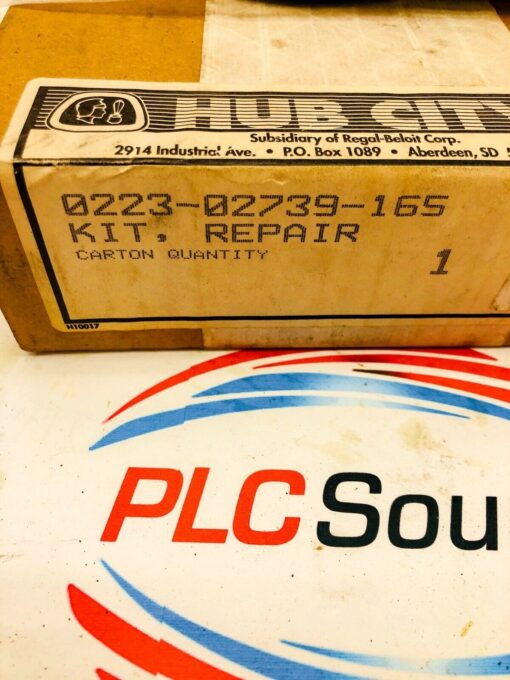 HUB CITY
Subsidiary of Regal-Beloit Corp.
2914 Industrial Ave. • P.O. Box 1089 • Aberdeen, SD 5
0223-02739-165
KIT, REPAIR
CARTON QUANTITY 1
H10017
PLC Sou